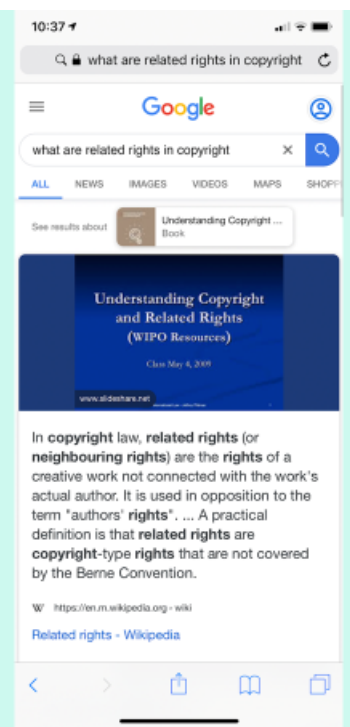 10:37
what are related rights in copyright
Google
what are related rights in copyright
ALL NEWS IMAGES VIDEOS MAPS SHOPP
See results about
Understanding Copyright ...
Book
Understanding Copyright
and Related Rights
(WIPO Resources)
Class May 4, 2009
www.slideshare.net
In copyright law, related rights (or
neighbouring rights) are the rights of a
creative work not connected with the work's
actual author. It is used in opposition to the
term "authors' rights". ... A practical
definition is that related rights are
copyright-type rights that are not covered
by the Berne Convention.
W https://en.m.wikipedia.org › wiki
Related rights - Wikipedia